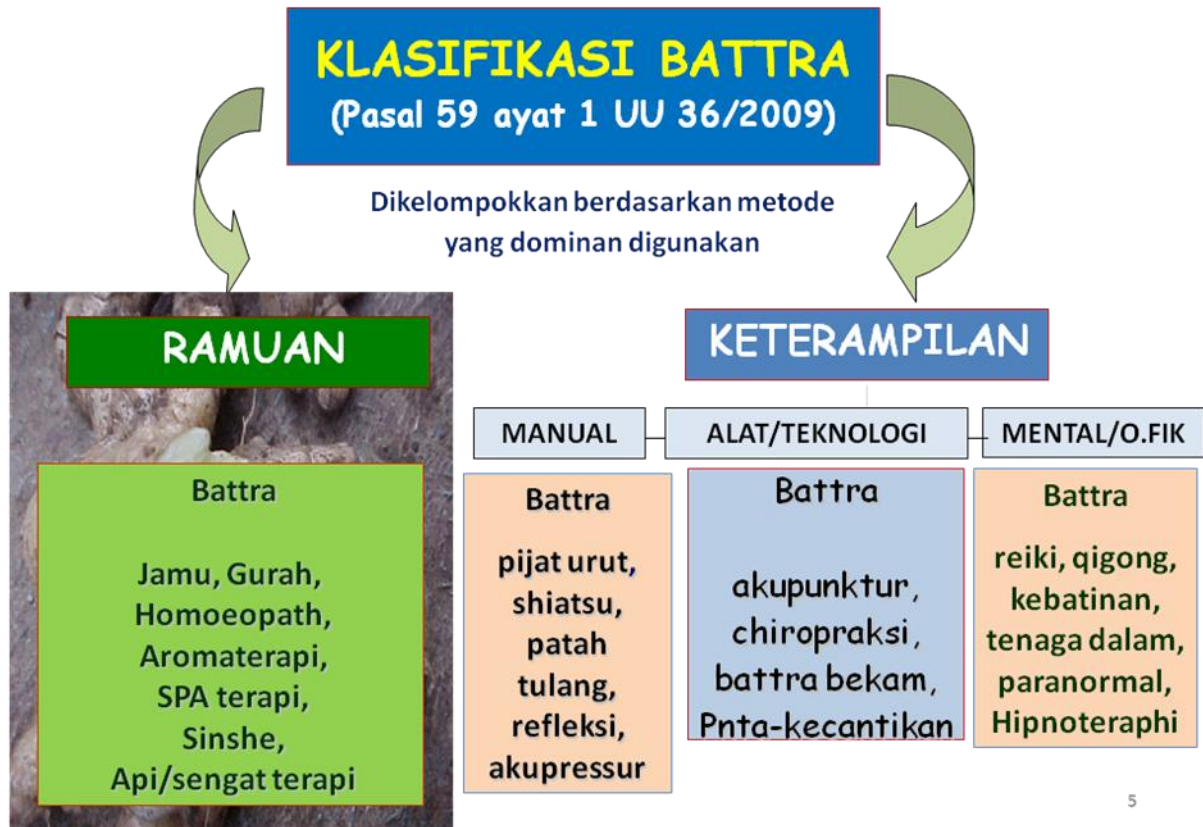 KLASIFIKASI BATTRA
(Pasal 59 ayat 1 UU 36/2009)
Dikelompokkan berdasarkan metode
yang dominan digunakan
RAMUAN
Battra
Jamu, Gurah,
Homoeopath,
Aromaterapi,
SPA terapi,
Sinshe,
Api/sengat terapi
KETERAMPILAN
MANUAL
Battra
pijat urut,
shiatsu,
patah
tulang,
refleksi,
akupressur
ALAT/TEKNOLOGI
Battra
akupunktur,
chiropraksi,
battra bekam,
Pnta-kecantikan
MENTAL/O.FIK
Battra
reiki, qigong,
kebatinan,
tenaga dalam,
paranormal,
Hipnoteraphi
5